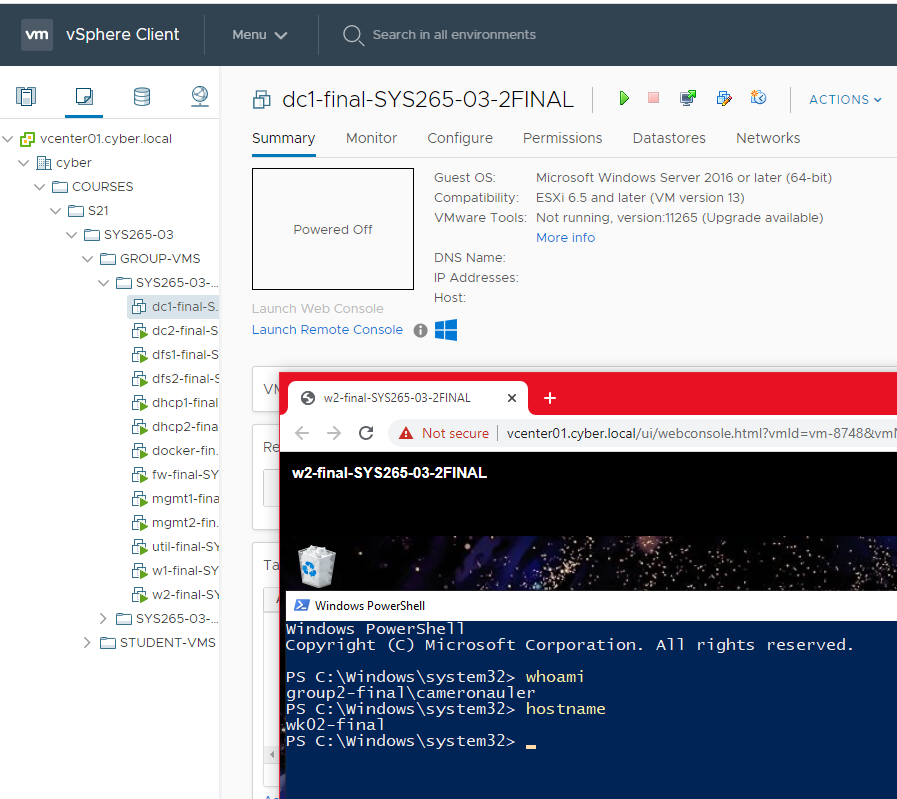 vm vSphere Client Menu Search in all environments
vcenter01.cyber.local
cyber
COURSES
S21
SYS265-03
GROUP-VMS
SYS265-03-...
dc1-final-S...
dc2-final-S
dfs1-final-S
dfs2-final-S
dhcp1-final
dhcp2-fina
docker-fin...
fw-final-SY
mgmt1-fina
mgmt2-fin...
util-final-SY
w1-final-SY
w2-final-SY
SYS265-03-...
STUDENT-VMS
dc1-final-SYS265-03-2FINAL ACTIONS
Summary Monitor Configure Permissions Datastores Networks
Powered Off
Guest OS: Microsoft Windows Server 2016 or later (64-bit)
Compatibility: ESXi 6.5 and later (VM version 13)
VMware Tools: Not running, version:11265 (Upgrade available)
More info
DNS Name:
IP Addresses:
Host:
Launch Web Console
Launch Remote Console
w2-final-SYS265-03-2FINAL
Not secure vcenter01.cyber.local/ui/webconsole.html?vmId=vm-8748&vmN
w2-final-SYS265-03-2FINAL
Windows PowerShell
Windows PowerShell
Copyright (C) Microsoft Corporation. All rights reserved.
PS C:\Windows\system32> whoami
group2-final\cameronauler
PS C:\Windows\system32> hostname
wk02-final
PS C:\Windows\system32>